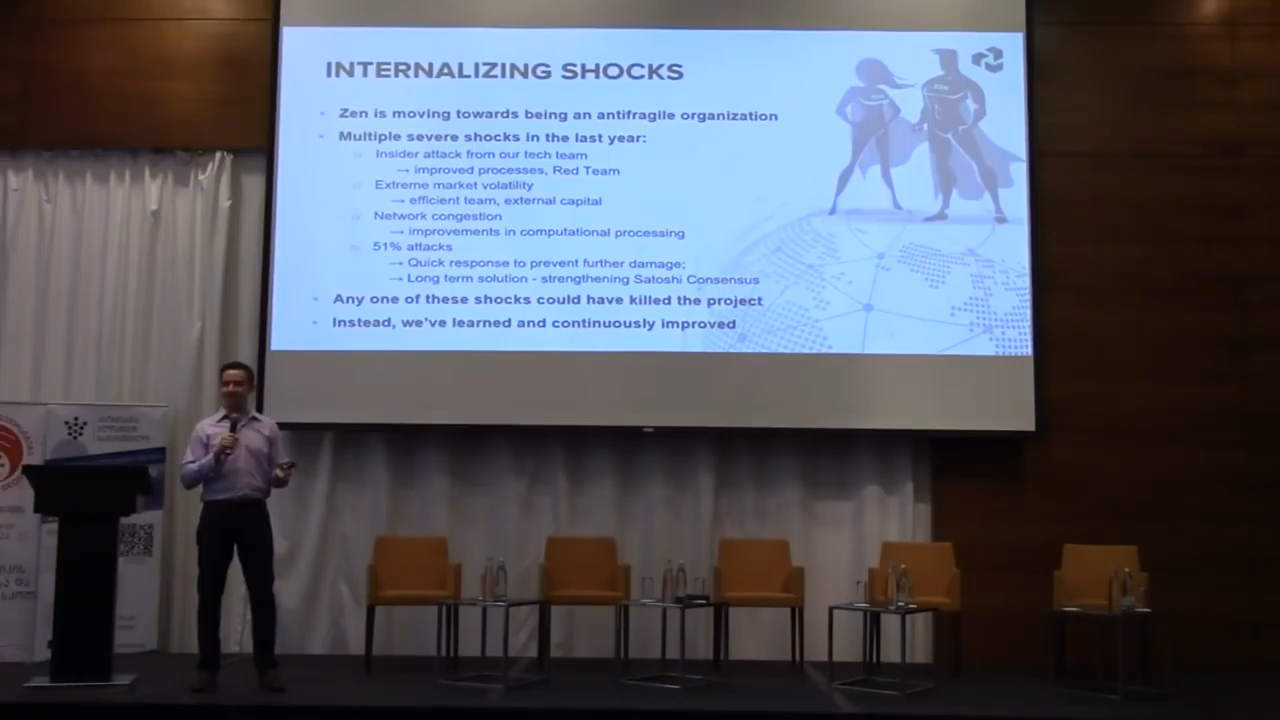 INTERNALIZING SHOCKS
Zen is moving towards being an antifragile organization
Multiple severe shocks in the last year:
Insider attack from our tech team
→ improved processes, Red Team
Extreme market volatility
→ efficient team, external capital
Network congestion
→ improvements in computational processing
51% attacks
→ Quick response to prevent further damage;
→ Long term solution - strengthening Satoshi Consensus
Any one of these shocks could have killed the project
Instead, we've learned and continuously improved